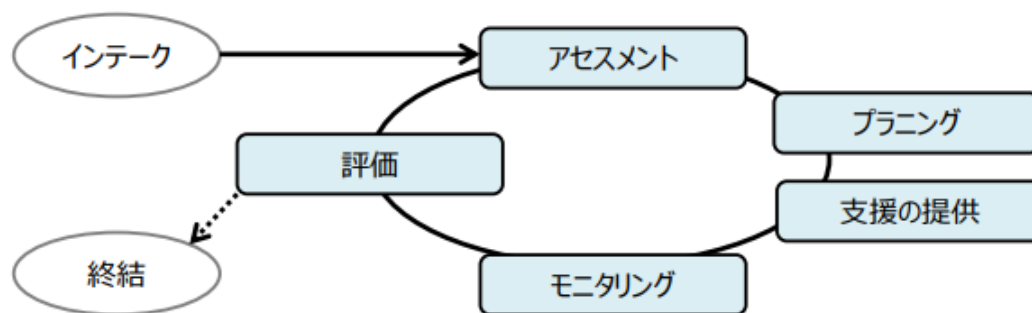 インテーク
アセスメント
プラニング
評価
支援の提供
終結
モニタリング